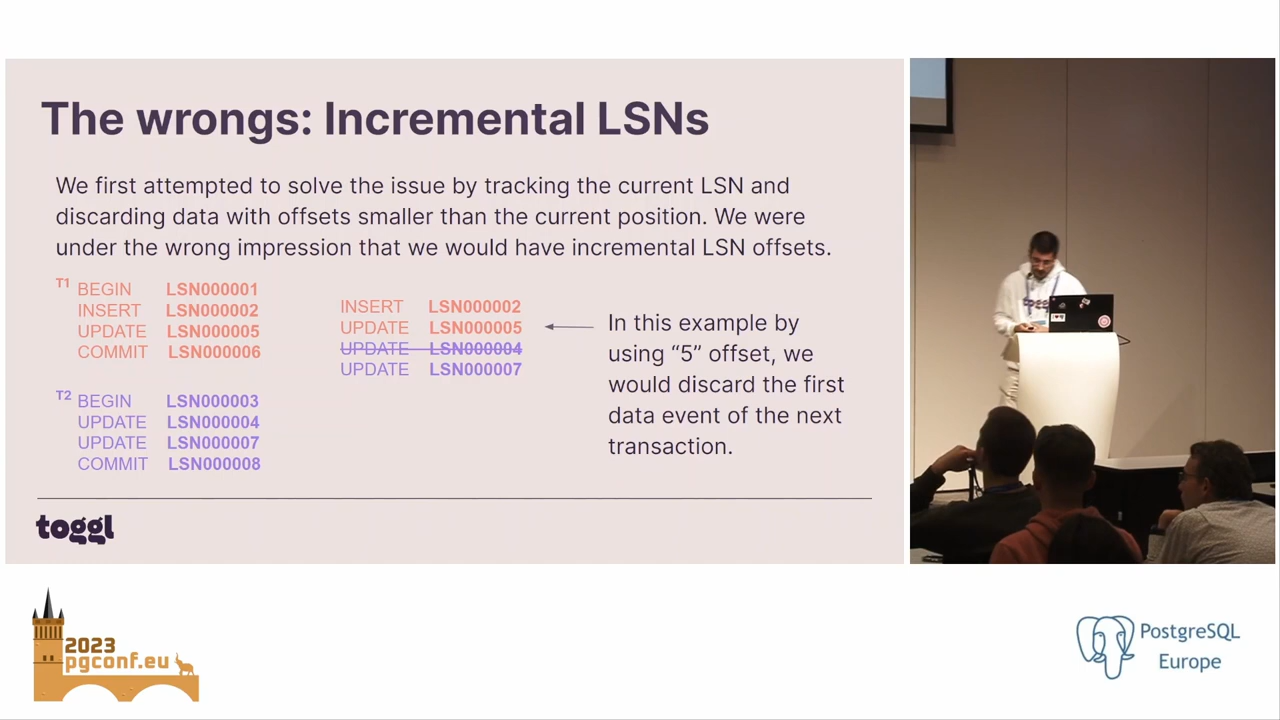 The wrongs: Incremental LSNs
We first attempted to solve the issue by tracking the current LSN and
discarding data with offsets smaller than the current position. We were
under the wrong impression that we would have incremental LSN offsets.
T1 BEGIN LSN000001
INSERT LSN000002
UPDATE LSN000005
COMMIT LSN000006
T2 BEGIN LSN000003
UPDATE LSN000004
UPDATE LSN000007
COMMIT LSN000008
INSERT LSN000002
UPDATE LSN000005
UPDATE LSN000004
UPDATE LSN000007
In this example by
using “5” offset, we
would discard the first
data event of the next
transaction.
toggl
2023
pgconf.eu
PostgreSQL
Europe